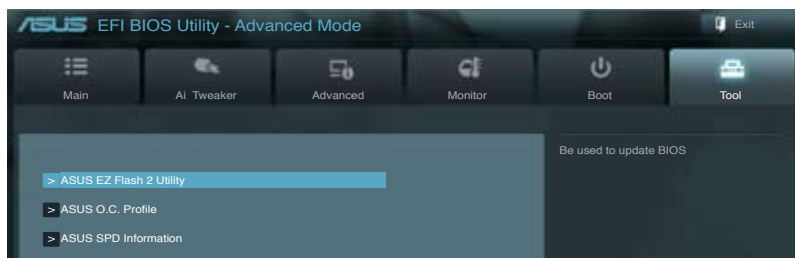 ASUS EFI BIOS Utility - Advanced Mode
Exit
Main
Ai Tweaker
Advanced
Monitor
Boot
Tool
Be used to update BIOS
> ASUS EZ Flash 2 Utility
> ASUS O.C. Profile
> ASUS SPD Information